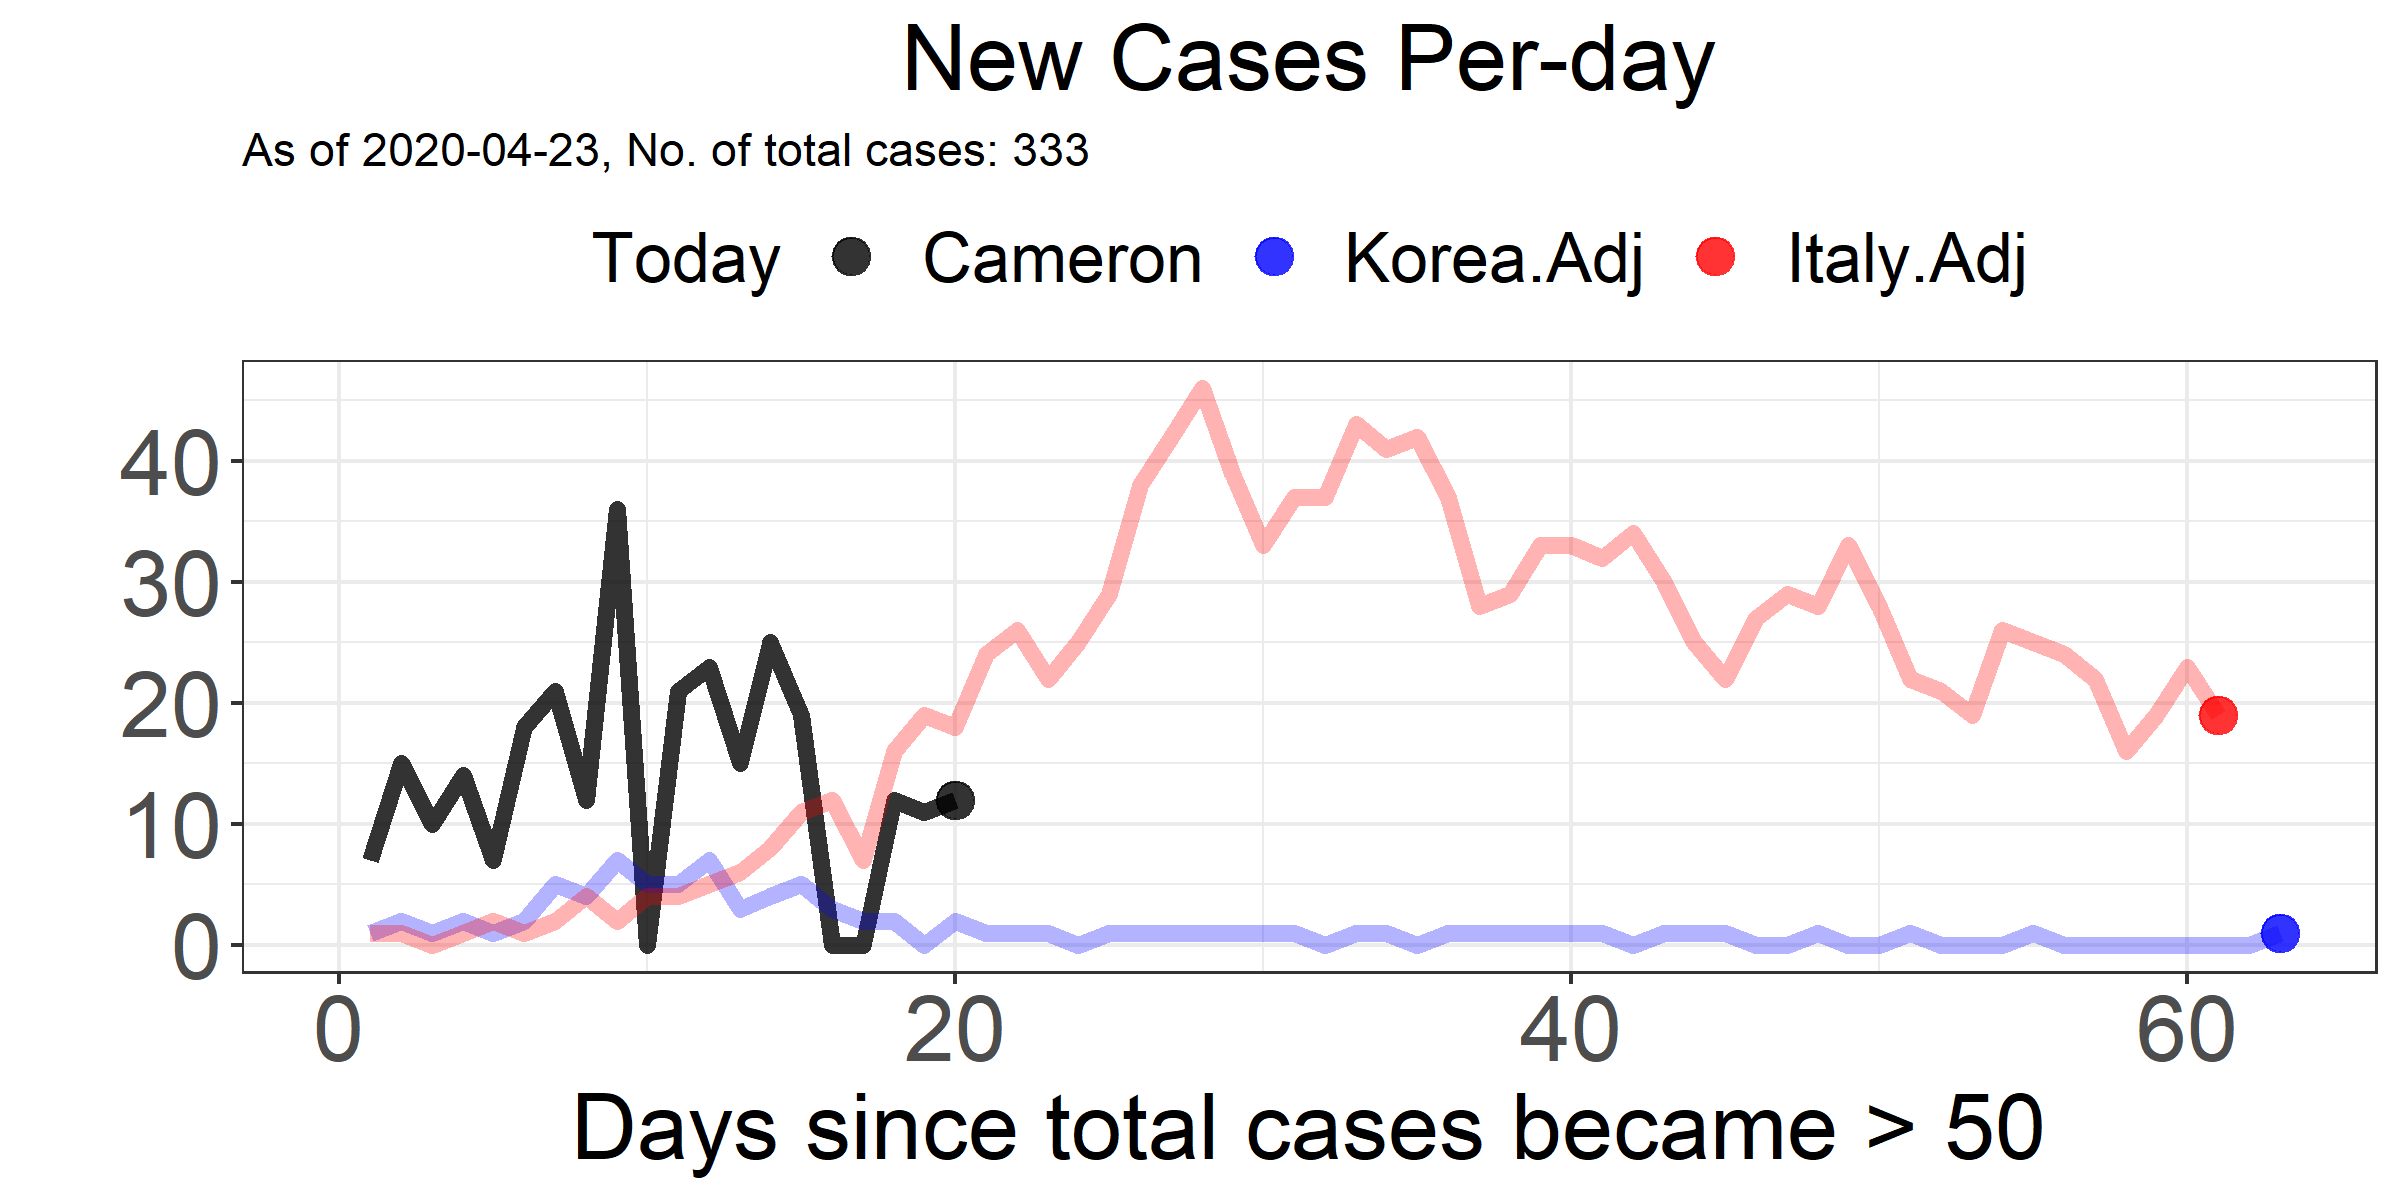 New Cases Per-day
As of 2020-04-23, No. of total cases: 333
Today Cameron Korea.Adj Italy.Adj
40
30
20
10
0
0 20 40 60
Days since total cases became > 50